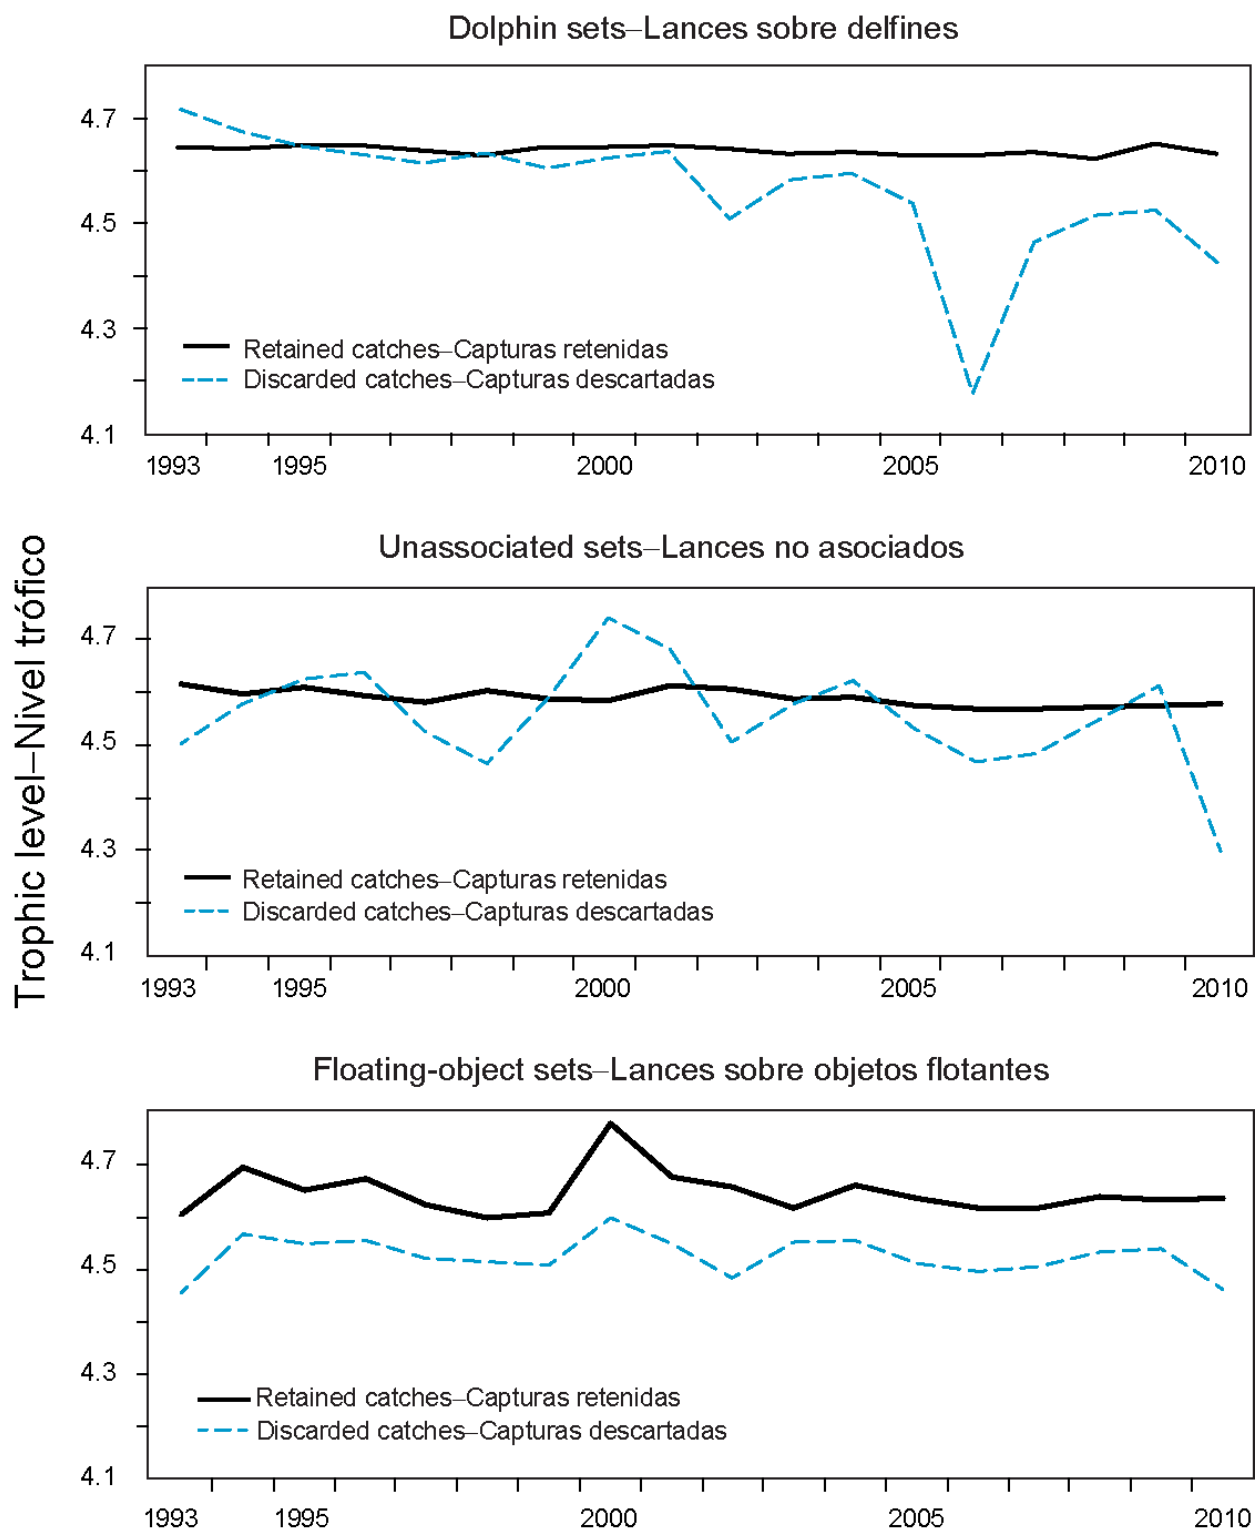 Dolphin sets–Lances sobre delfines
4.7
4.5
4.3
4.1
Retained catches–Capturas retenidas
Discarded catches–Capturas descartadas
1993 1995 2000 2005 2010
Trophic level–Nivel trófico
Unassociated sets–Lances no asociados
4.7
4.5
4.3
4.1
Retained catches–Capturas retenidas
Discarded catches–Capturas descartadas
1993 1995 2000 2005 2010
Floating-object sets–Lances sobre objetos flotantes
4.7
4.5
4.3
4.1
Retained catches–Capturas retenidas
Discarded catches–Capturas descartadas
1993 1995 2000 2005 2010